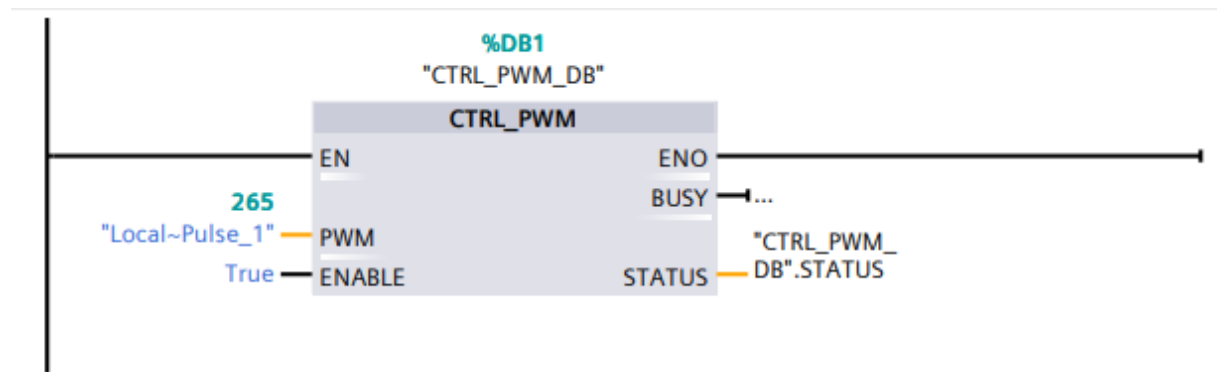 %DB1
"CTRL_PWM_DB"
CTRL_PWM
EN
ENO
BUSY
...
265
"Local~Pulse_1"
PWM
True
ENABLE
STATUS
"CTRL_PWM_
DB".STATUS